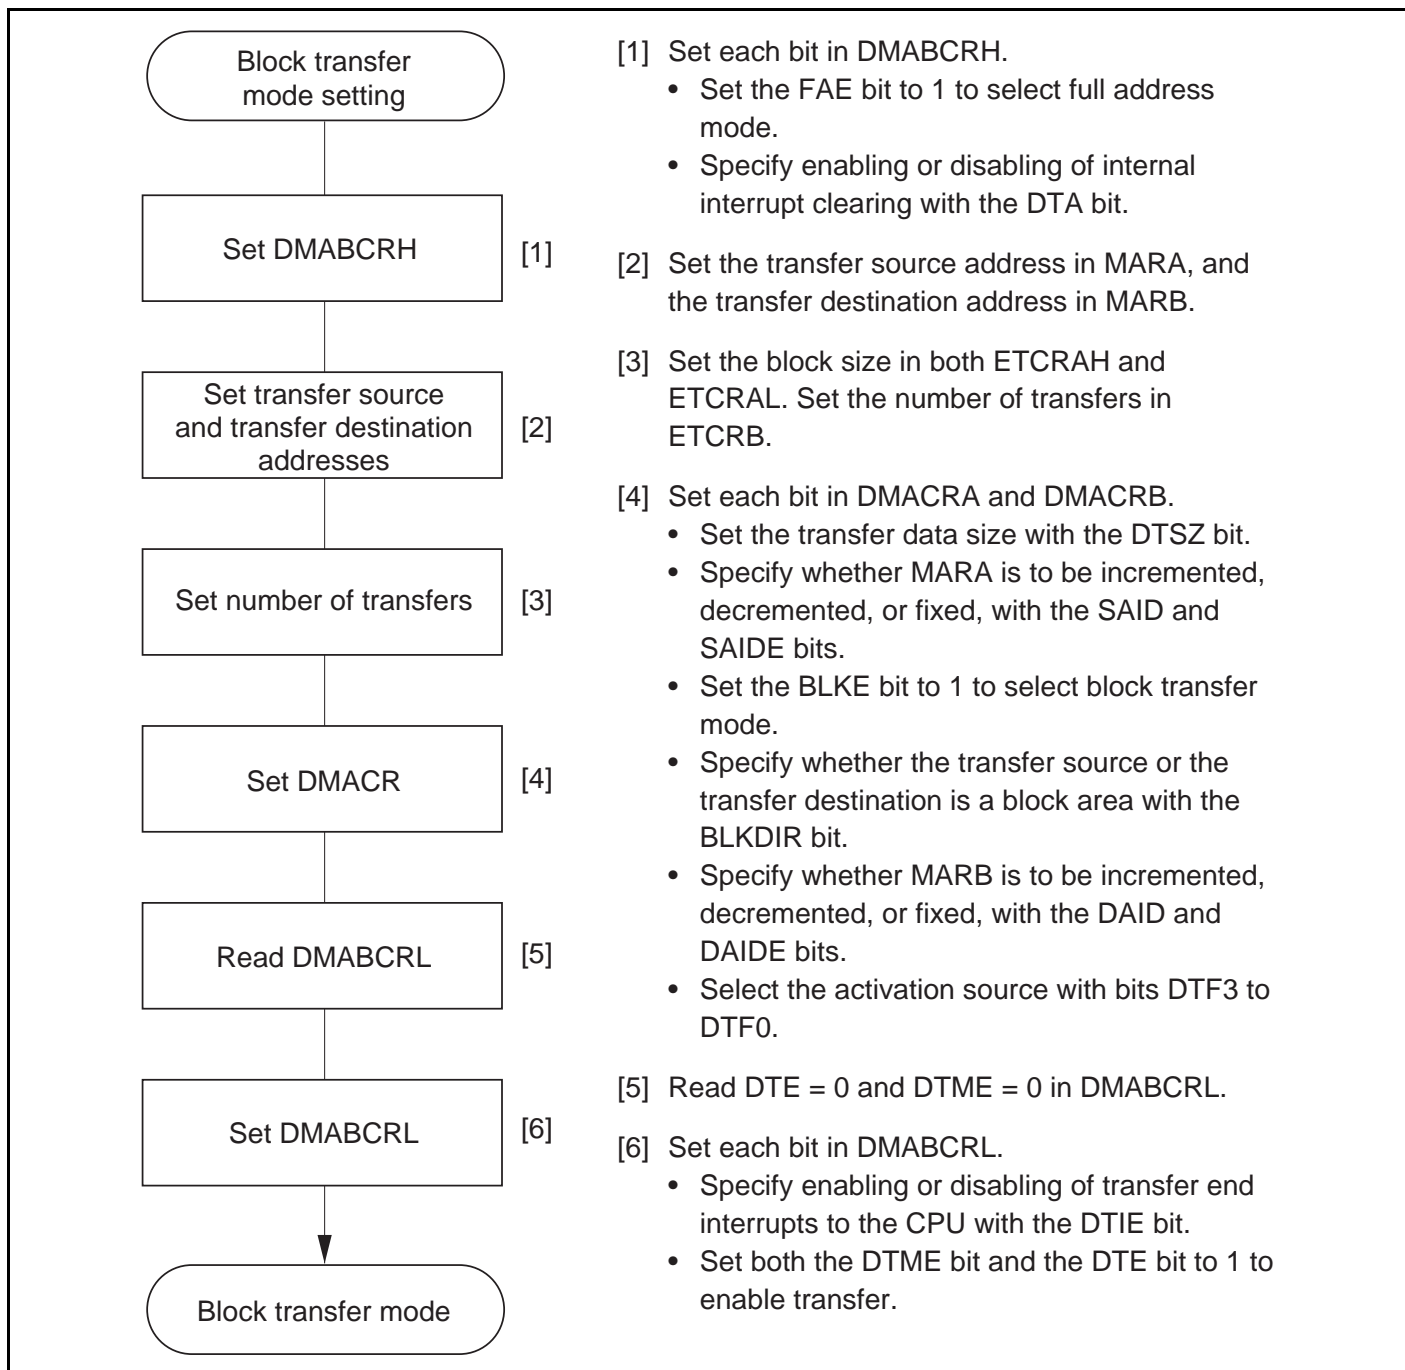 Block transfer
mode setting
Set DMABCRH
[1]
Set transfer source
and transfer destination
addresses
[2]
Set number of transfers
[3]
Set DMACR
[4]
Read DMABCRL
[5]
Set DMABCRL
[6]
Block transfer mode
[1] Set each bit in DMABCRH.
• Set the FAE bit to 1 to select full address
mode.
• Specify enabling or disabling of internal
interrupt clearing with the DTA bit.
[2] Set the transfer source address in MARA, and
the transfer destination address in MARB.
[3] Set the block size in both ETCRAH and
ETCRAL. Set the number of transfers in
ETCRB.
[4] Set each bit in DMACRA and DMACRB.
• Set the transfer data size with the DTSZ bit.
• Specify whether MARA is to be incremented,
decremented, or fixed, with the SAID and
SAIDE bits.
• Set the BLKE bit to 1 to select block transfer
mode.
• Specify whether the transfer source or the
transfer destination is a block area with the
BLKDIR bit.
• Specify whether MARB is to be incremented,
decremented, or fixed, with the DAID and
DAIDE bits.
• Select the activation source with bits DTF3 to
DTF0.
[5] Read DTE = 0 and DTME = 0 in DMABCRL.
[6] Set each bit in DMABCRL.
• Specify enabling or disabling of transfer end
interrupts to the CPU with the DTIE bit.
• Set both the DTME bit and the DTE bit to 1 to
enable transfer.